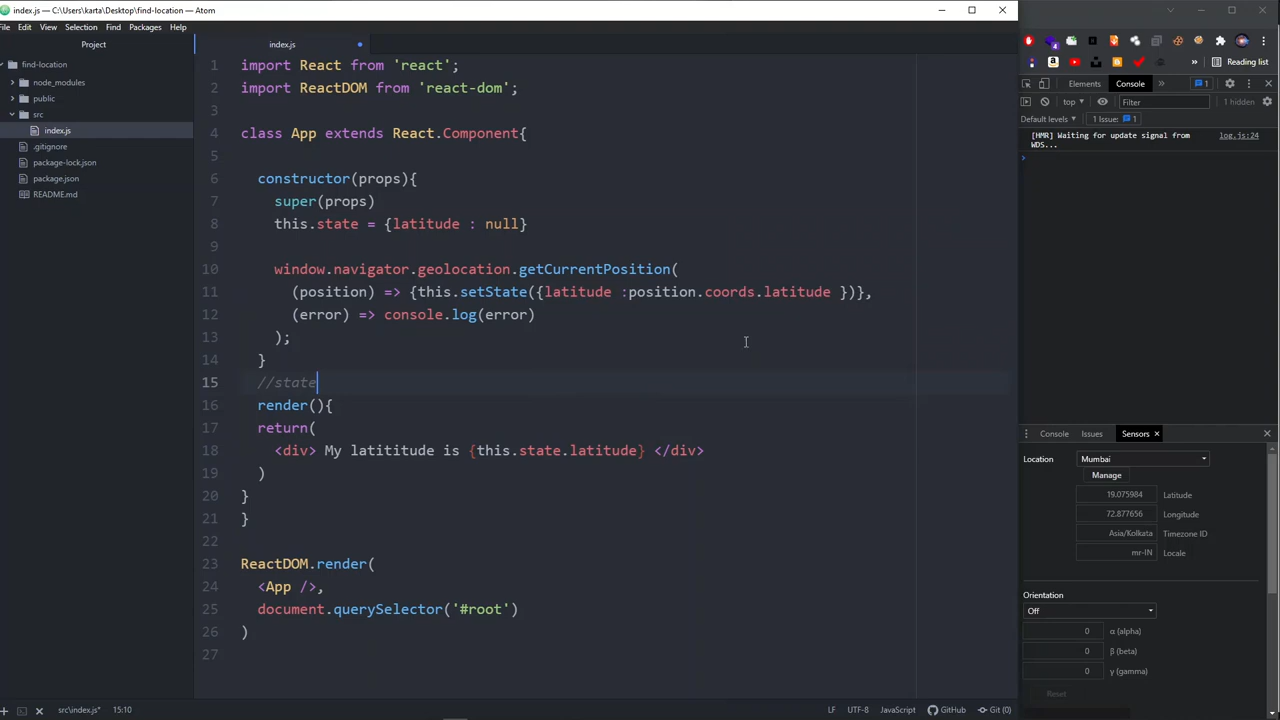 index.js — C:\Users\karta\Desktop\find-location — Atom
File Edit View Selection Find Packages Help
Project
find-location
node_modules
public
src
index.js
.gitignore
package-lock.json
package.json
README.md
index.js
1 import React from 'react';
2 import ReactDOM from 'react-dom';
3
4 class App extends React.Component{
5
6 constructor(props){
7 super(props)
8 this.state = {latitude : null}
9
10 window.navigator.geolocation.getCurrentPosition(
11 (position) => {this.setState({latitude :position.coords.latitude })},
12 (error) => console.log(error)
13 );
14 }
15 //state
16 render(){
17 return(
18 <div> My latititude is {this.state.latitude} </div>
19 )
20 }
21 }
22
23 ReactDOM.render(
24 <App />,
25 document.querySelector('#root')
26 )
27
src\index.js* 15:10
LF UTF-8 JavaScript GitHub Git (0)
Reading list
Elements Console 1
top Filter 1 hidden
Default levels 1 Issue: 1
[HMR] Waiting for update signal from log.js:24
WDS...
Console Issues Sensors
Location Mumbai
Manage
19.075984 Latitude
72.877656 Longitude
Asia/Kolkata Timezone ID
mr-IN Locale
Orientation
Off
0 α (alpha)
0 β (beta)
0 γ (gamma)
Reset